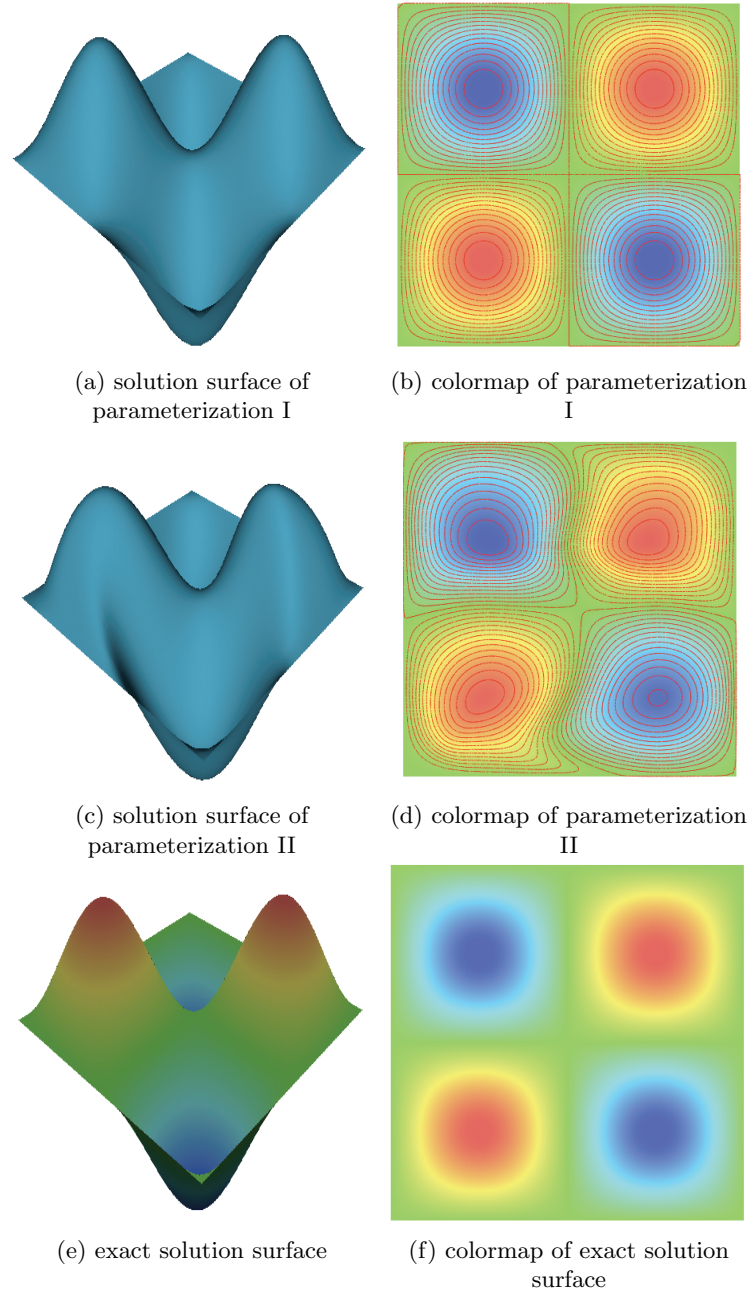 (a) solution surface of
parameterization I
(b) colormap of parameterization
I
(c) solution surface of
parameterization II
(d) colormap of parameterization
II
(e) exact solution surface
(f) colormap of exact solution
surface